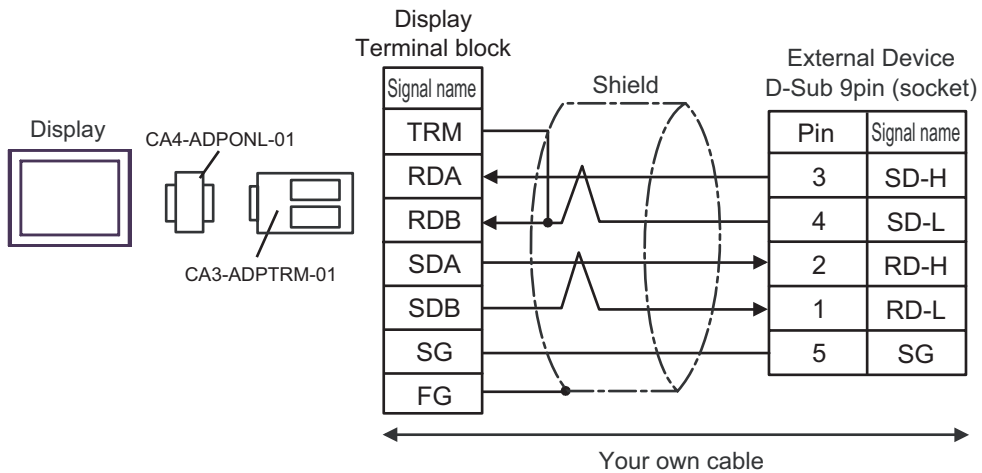 Display
Terminal block
External Device
D-Sub 9pin (socket)
Signal name
Shield
Display
CA4-ADPONL-01
TRM
Pin
Signal name
RDA
3
SD-H
RDB
4
SD-L
CA3-ADPTRM-01
SDA
2
RD-H
SDB
1
RD-L
SG
5
SG
FG
Your own cable